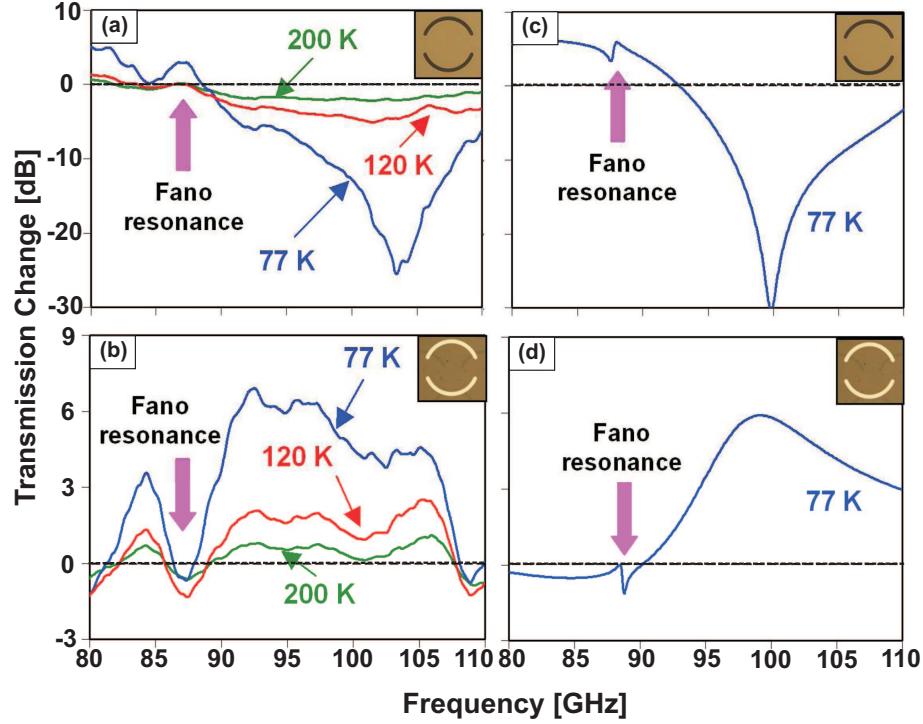 Transmission Change [dB]
10
0
-10
-20
-30
(a)
200 K
120 K
Fano
resonance
77 K
(c)
Fano
resonance
77 K
9
6
3
0
-3
(b)
77 K
Fano
resonance
120 K
200 K
80 85 90 95 100 105 110
(d)
Fano
resonance
77 K
80 85 90 95 100 105 110
Frequency [GHz]